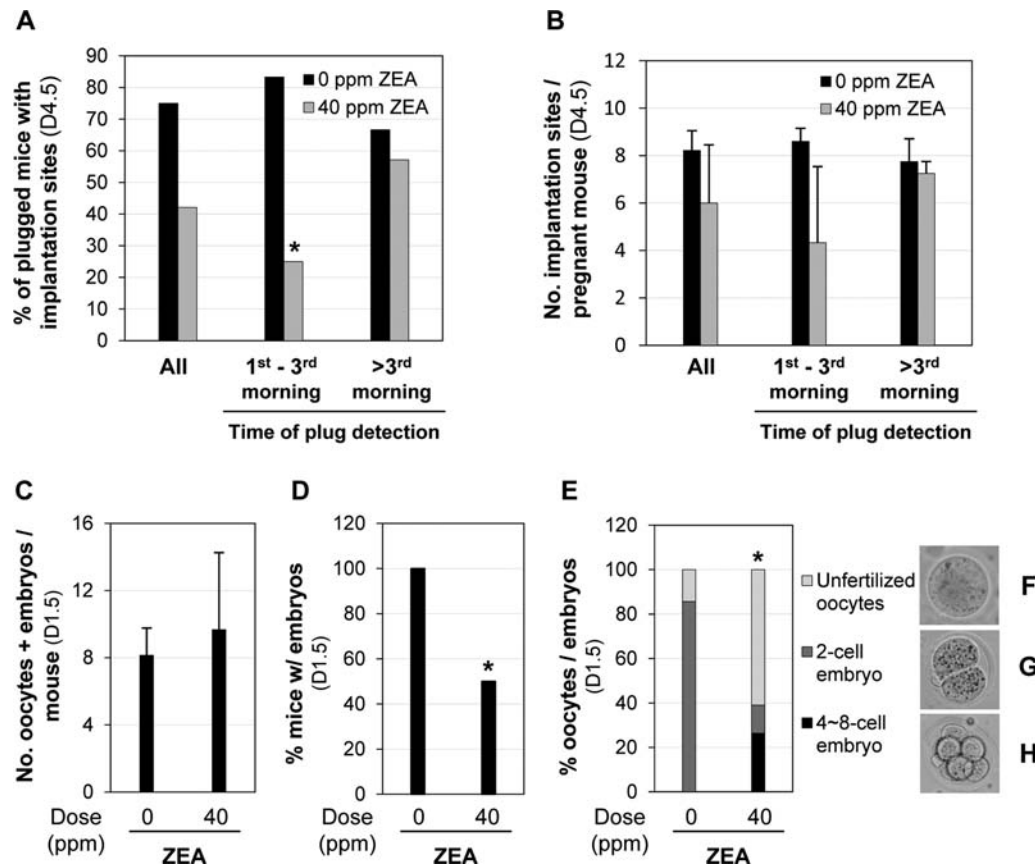 A
% of plugged mice with
implantation sites (D4.5)
90
80
70
60
50
40
30
20
10
0
0 ppm ZEA
40 ppm ZEA
*
All
1st - 3rd
morning
>3rd
morning
Time of plug detection
B
No. implantation sites /
pregnant mouse (D4.5)
12
10
8
6
4
2
0
0 ppm ZEA
40 ppm ZEA
All
1st - 3rd
morning
>3rd
morning
Time of plug detection
C
No. oocytes + embryos /
mouse (D1.5)
16
12
8
4
0
Dose
(ppm)
0 40
ZEA
D
% mice w/ embryos
(D1.5)
120
100
80
60
40
20
0
*
Dose
(ppm)
0 40
ZEA
E
% oocytes / embryos
(D1.5)
120
100
80
60
40
20
0
*
Dose
(ppm)
0 40
ZEA
Unfertilized
oocytes
2-cell
embryo
4~8-cell
embryo
F
G
H